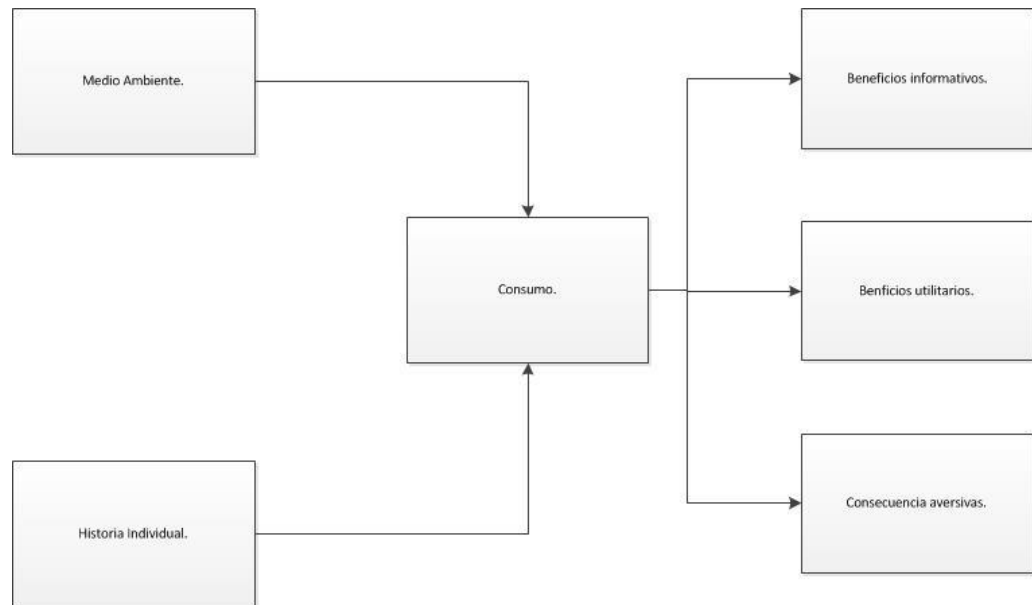 Medio Ambiente.
Beneficios informativos.
Consumo.
Benficios utilitarios.
Historia Individual.
Consecuencia aversivas.